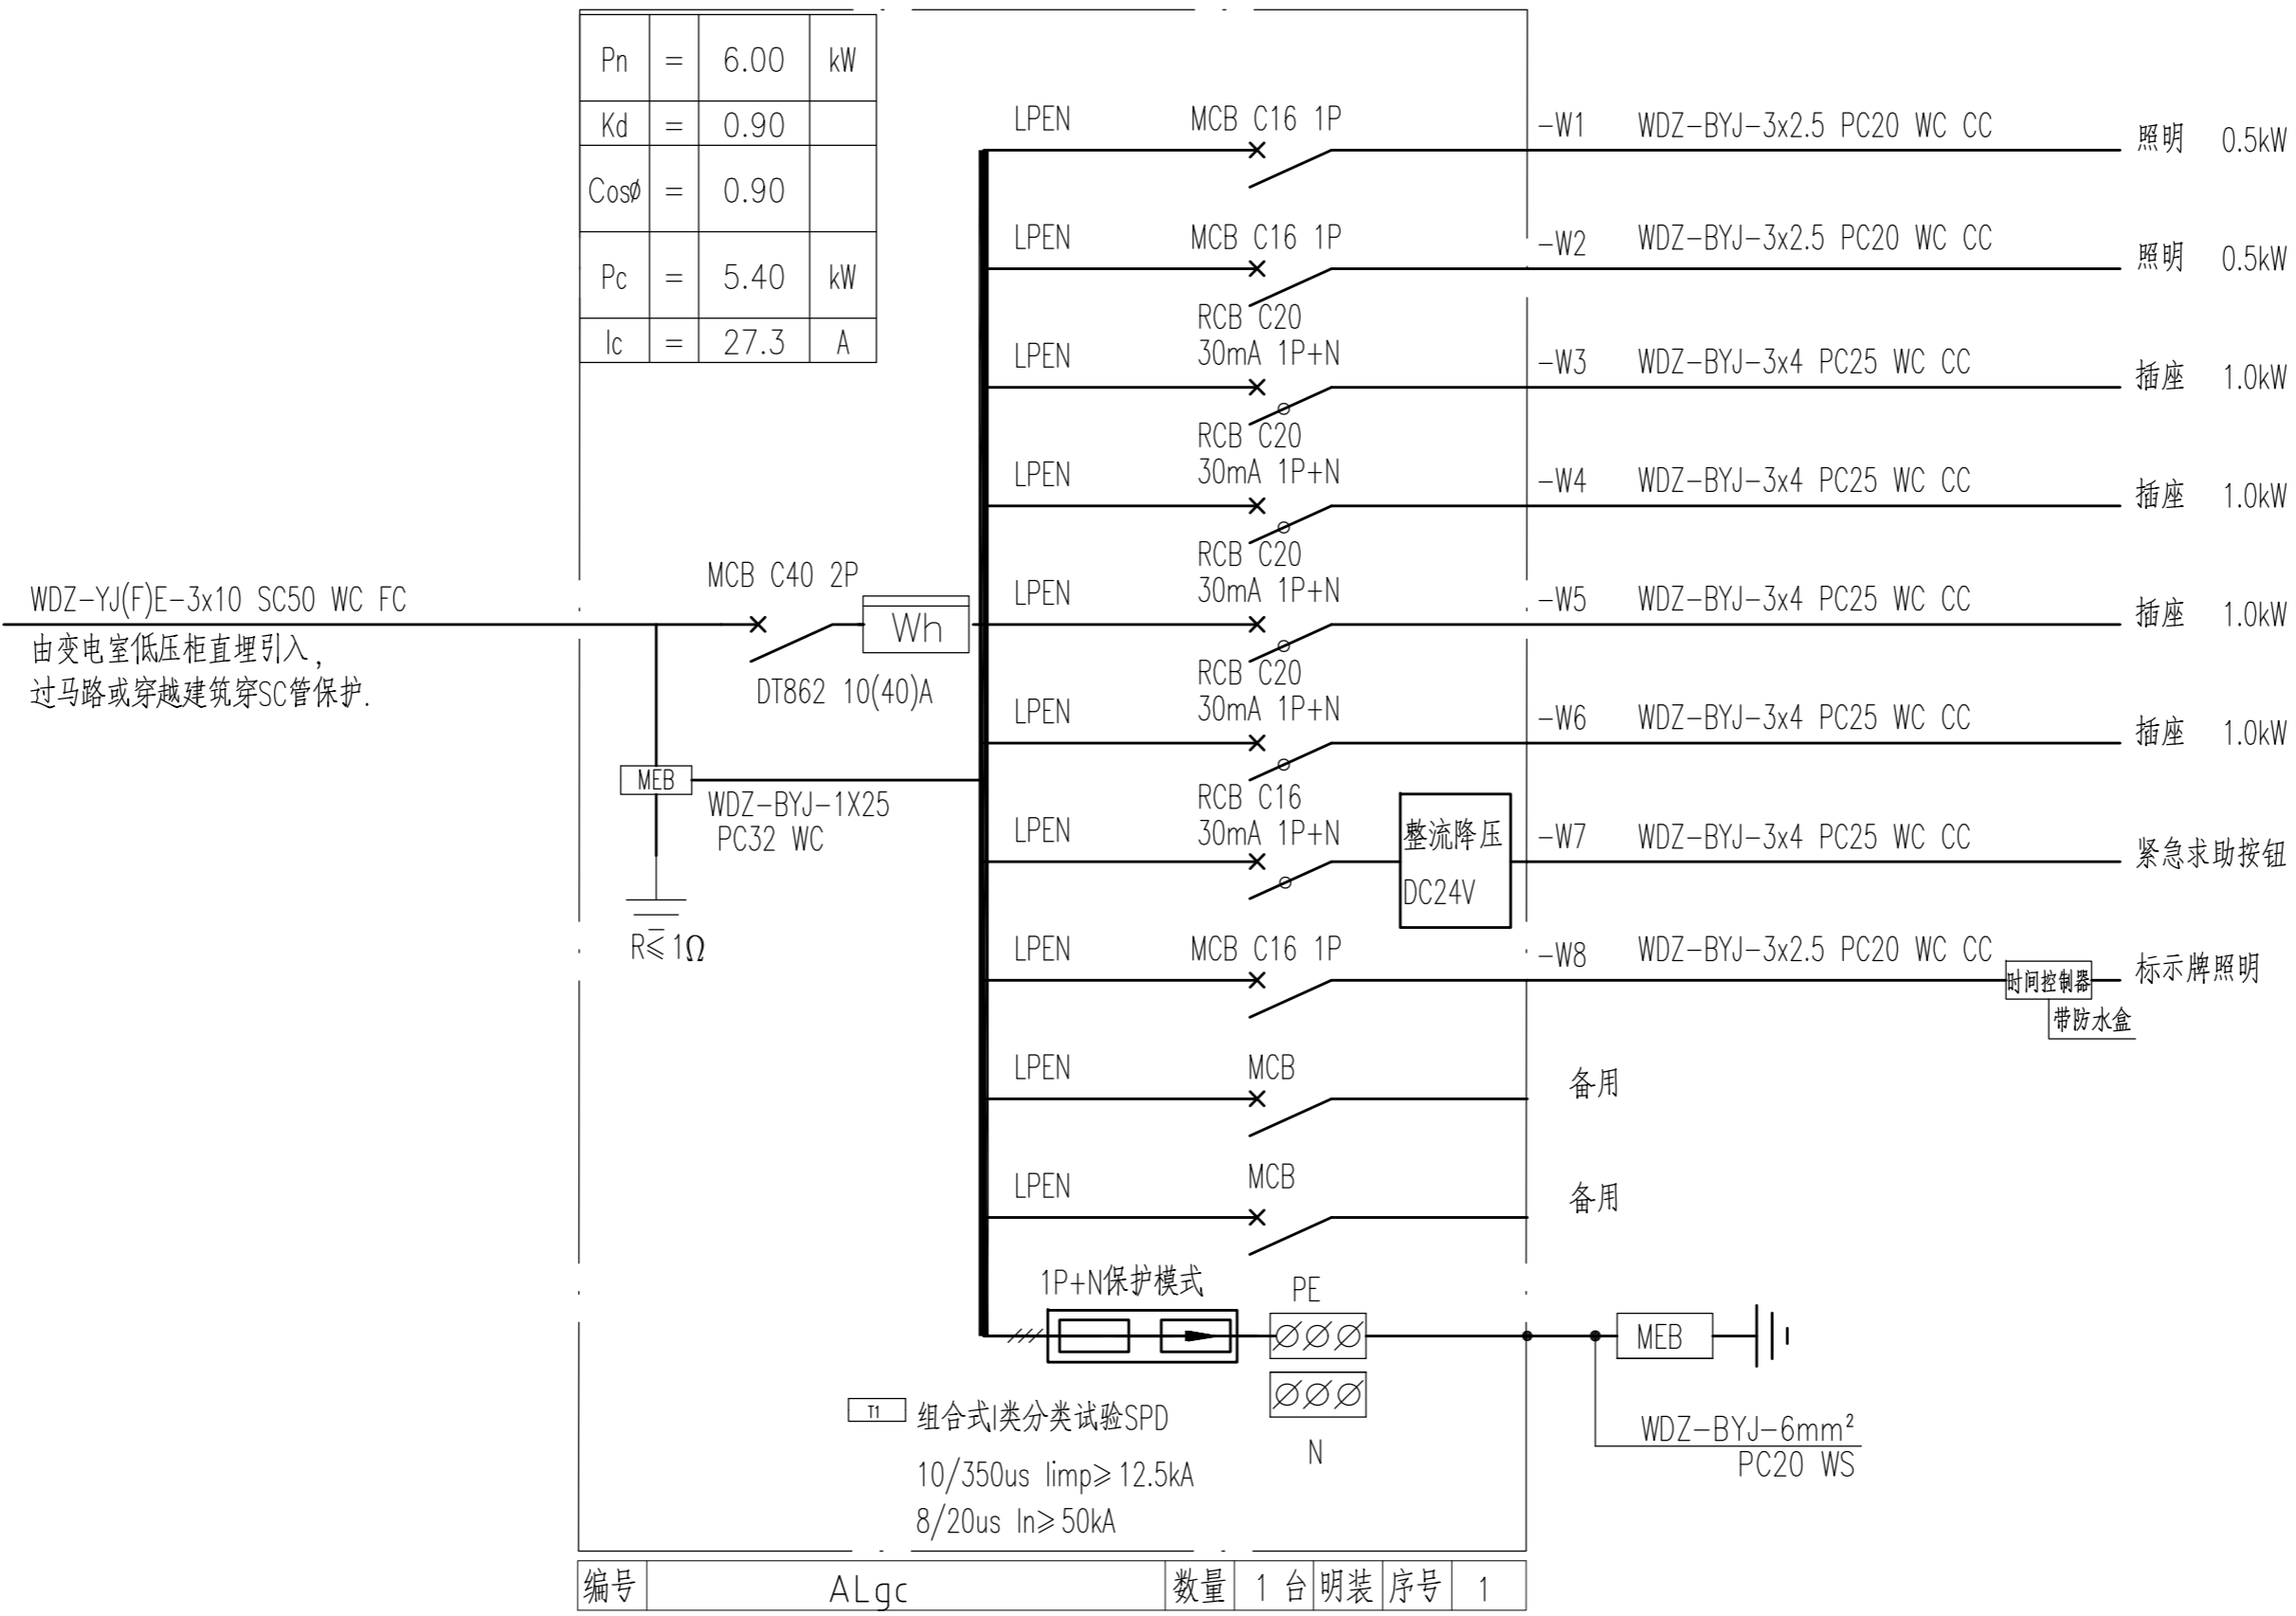 Pn = 6.00 kW
Kd = 0.90
Cosø = 0.90
Pc = 5.40 kW
Ic = 27.3 A
LPEN MCB C16 1P -W1 WDZ-BYJ-3x2.5 PC20 WC CC 照明 0.5kW
LPEN MCB C16 1P -W2 WDZ-BYJ-3x2.5 PC20 WC CC 照明 0.5kW
RCB C20
LPEN 30mA 1P+N -W3 WDZ-BYJ-3x4 PC25 WC CC 插座 1.0kW
RCB C20
LPEN 30mA 1P+N -W4 WDZ-BYJ-3x4 PC25 WC CC 插座 1.0kW
RCB C20
LPEN 30mA 1P+N -W5 WDZ-BYJ-3x4 PC25 WC CC 插座 1.0kW
RCB C20
LPEN 30mA 1P+N -W6 WDZ-BYJ-3x4 PC25 WC CC 插座 1.0kW
RCB C16
LPEN 30mA 1P+N -W7 WDZ-BYJ-3x4 PC25 WC CC 紧急求助按钮
整流降压
DC24V
LPEN MCB C16 1P -W8 WDZ-BYJ-3x2.5 PC20 WC CC 时间控制器 标示牌照明
带防水盒
LPEN MCB 备用
LPEN MCB 备用
WDZ-YJ(F)E-3x10 SC50 WC FC
由变电室低压柜直埋引入，
过马路或穿越建筑穿SC管保护.
MCB C40 2P
Wh
DT862 10(40)A
MEB
WDZ-BYJ-1X25
PC32 WC
R≤1Ω
1P+N保护模式 PE
MEB
N
WDZ-BYJ-6mm²
PC20 WS
T1 组合式I类分类试验SPD
10/350us Iimp≥12.5kA
8/20us In≥50kA
编号 ALgc 数量 1 台 明装 序号 1